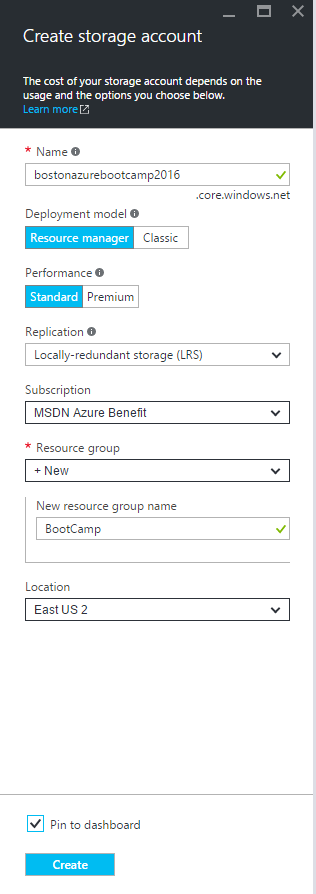 Create storage account
The cost of your storage account depends on the
usage and the options you choose below.
Learn more
* Name
bostonazurebootcamp2016
.core.windows.net
Deployment model
Resource manager Classic
Performance
Standard Premium
Replication
Locally-redundant storage (LRS)
Subscription
MSDN Azure Benefit
* Resource group
+ New
New resource group name
BootCamp
Location
East US 2
Pin to dashboard
Create